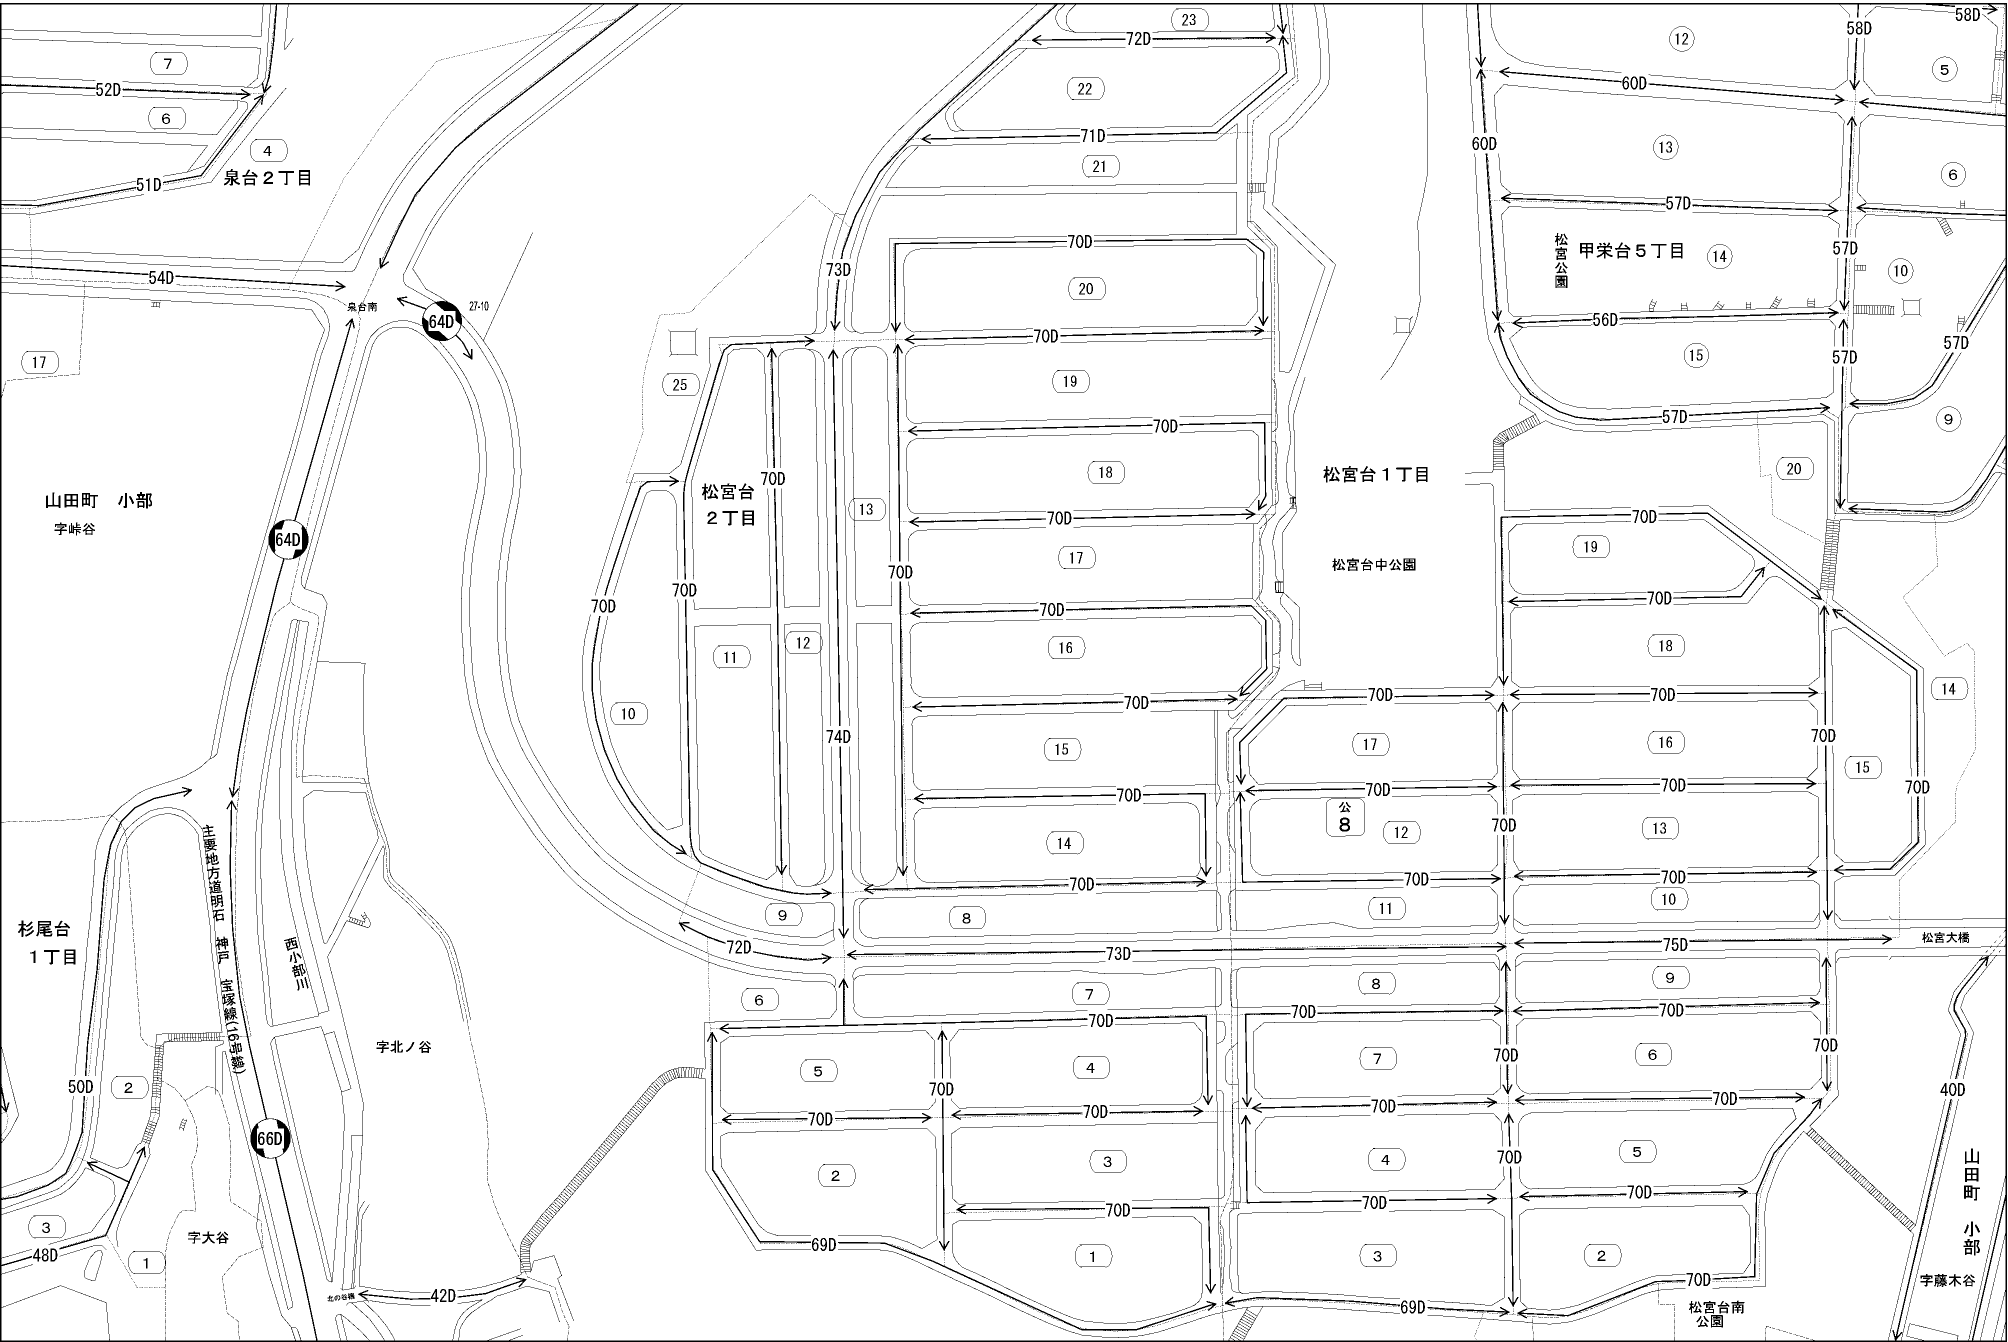 23
72D
58D
58D
12
7
22
5
52D
60D
6
71D
60D
13
4
21
泉台２丁目
6
51D
57D
松宮公園
甲栄台５丁目
14
57D
10
70D
73D
54D
20
泉台南
27-10
64D
56D
70D
57D
57D
17
25
19
15
57D
9
70D
18
松宮台１丁目
20
松宮台
２丁目
70D
山田町　小部
字峠谷
13
70D
70D
64D
19
17
松宮台中公園
70D
70D
70D
70D
70D
70D
16
12
11
18
10
70D
70D
70D
14
74D
15
17
16
70D
15
70D
70D
70D
70D
公
8
12
70D
13
14
主要地方道明石　神戸　宝塚線(16号線)
70D
70D
70D
9
8
11
10
杉尾台
１丁目
西小部川
72D
73D
75D
松宮大橋
6
7
8
9
70D
70D
70D
字北ノ谷
5
4
7
70D
6
70D
50D
2
70D
40D
70D
70D
70D
70D
66D
2
3
4
70D
5
山田町　小部
70D
70D
70D
3
字大谷
48D
1
69D
1
3
2
42D
北の谷橋
69D
70D
字藤木谷
松宮台南
公園